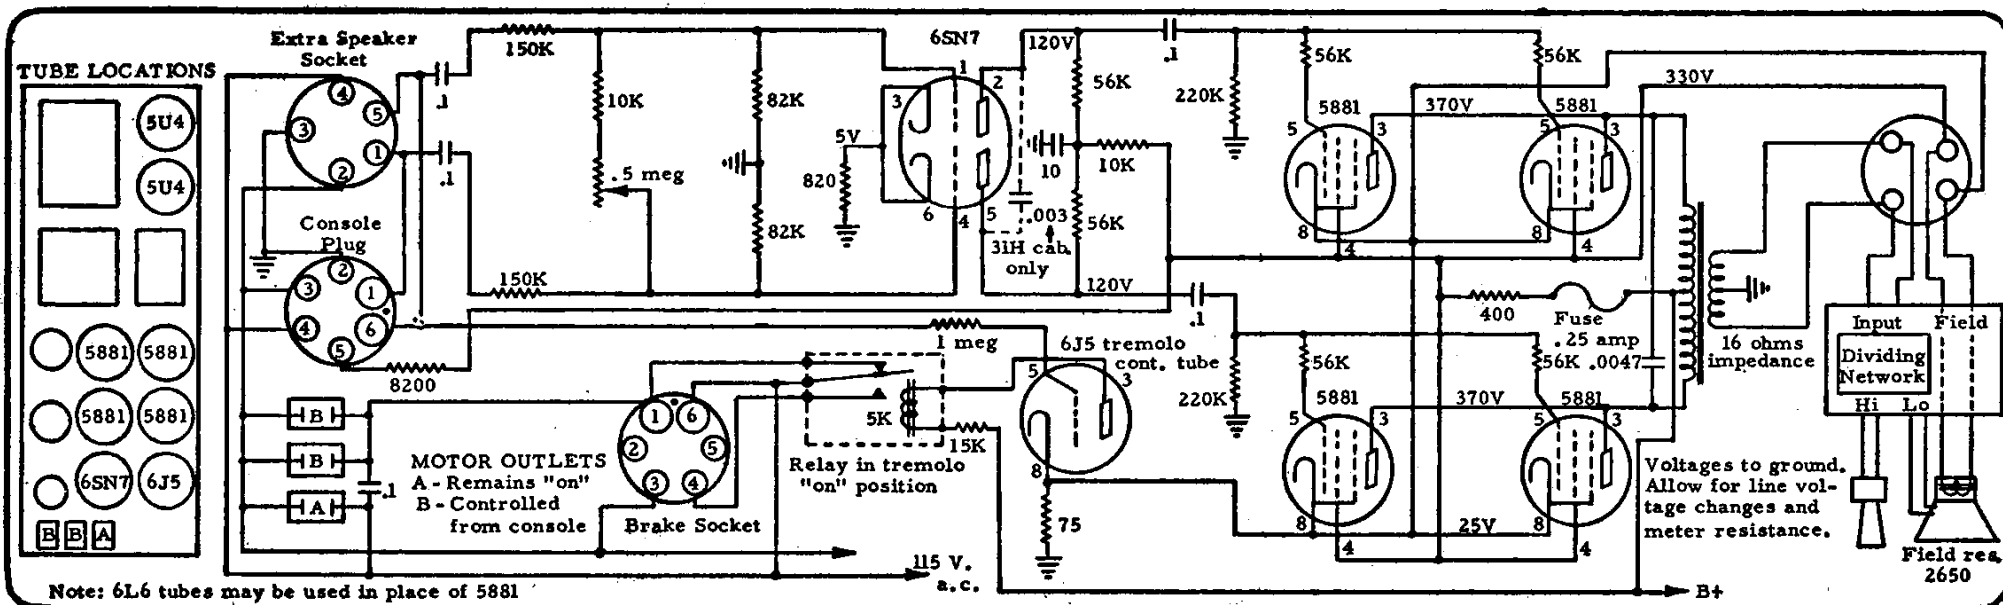 TUBE LOCATIONS
5U4
5U4
5881
5881
5881
5881
6SN7
6J5
B
B
A
Note: 6L6 tubes may be used in place of 5881
Extra Speaker
Socket
4
5
3
1
2
Console
Plug
2
3
1
4
6
5
8200
.1
.1
150K
150K
10K
.5 meg
82K
82K
5V
820
6SN7
1
2
3
6
4
5
120V
.003
31H cab.
only
56K
10
10K
56K
120V
.1
.1
220K
220K
1 meg
6J5 tremolo
cont. tube
5
3
8
75
5K
15K
Relay in tremolo
"on" position
1
6
2
5
3
4
Brake Socket
B
B
A
.1
MOTOR OUTLETS
A - Remains "on"
B - Controlled
from console
115 V.
a.c.
56K
56K
5881
370V
5881
5
3
8
4
5
3
8
4
330V
400
Fuse
.25 amp
.0047
56K
56K
5881
370V
5881
5
3
8
4
5
3
8
4
25V
16 ohms
impedance
Input
Field
Dividing
Network
Hi
Lo
Voltages to ground.
Allow for line vol-
tage changes and
meter resistance.
Field res.
2650
B+